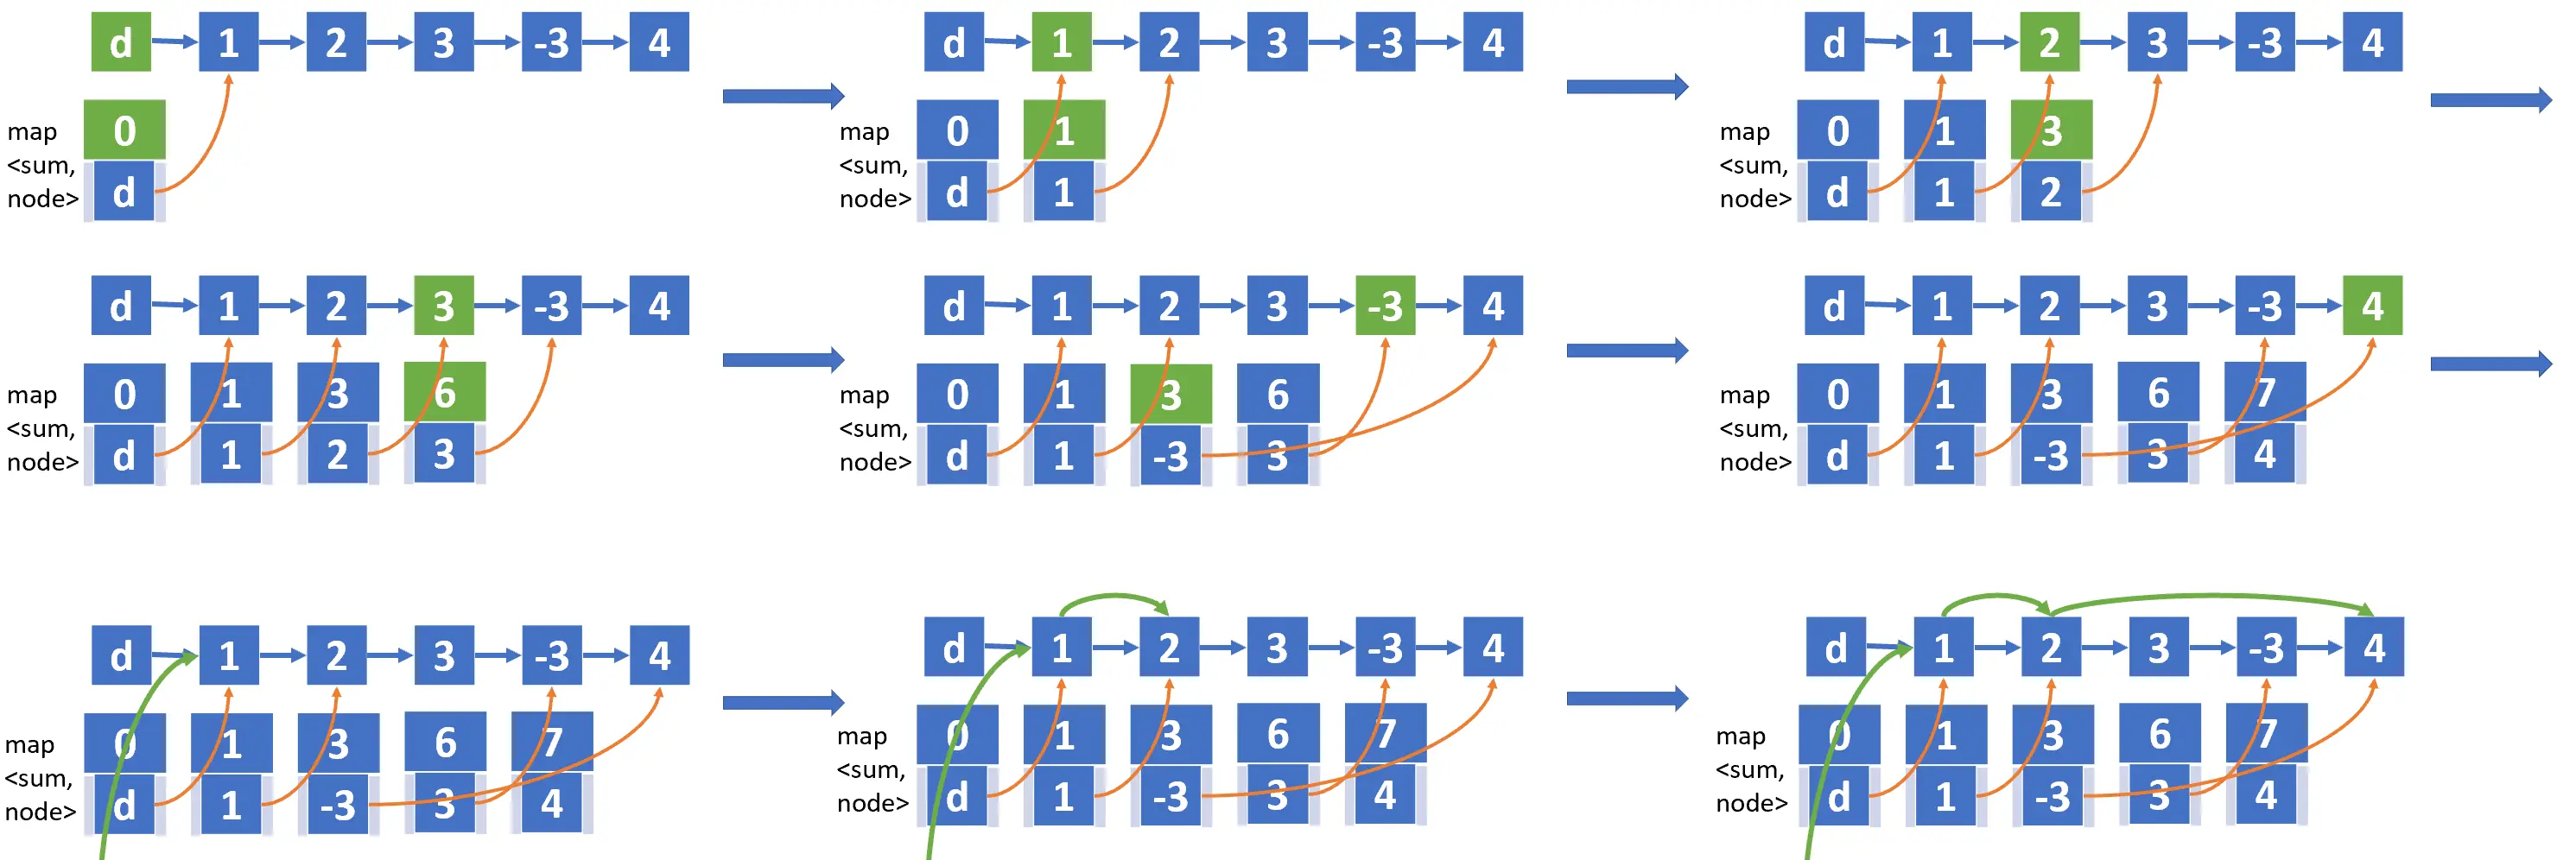 d 1 2 3 -3 4
0
map
<sum,
node>
d
d 1 2 3 -3 4
0 1
map
<sum,
node>
d 1
d 1 2 3 -3 4
0 1 3
map
<sum,
node>
d 1 2
d 1 2 3 -3 4
0 1 3 6
map
<sum,
node>
d 1 2 3
d 1 2 3 -3 4
0 1 3 6
map
<sum,
node>
d 1 -3 3
d 1 2 3 -3 4
0 1 3 6 7
map
<sum,
node>
d 1 -3 3 4
d 1 2 3 -3 4
0 1 3 6 7
map
<sum,
node>
d 1 -3 3 4
d 1 2 3 -3 4
0 1 3 6 7
map
<sum,
node>
d 1 -3 3 4
d 1 2 3 -3 4
0 1 3 6 7
map
<sum,
node>
d 1 -3 3 4